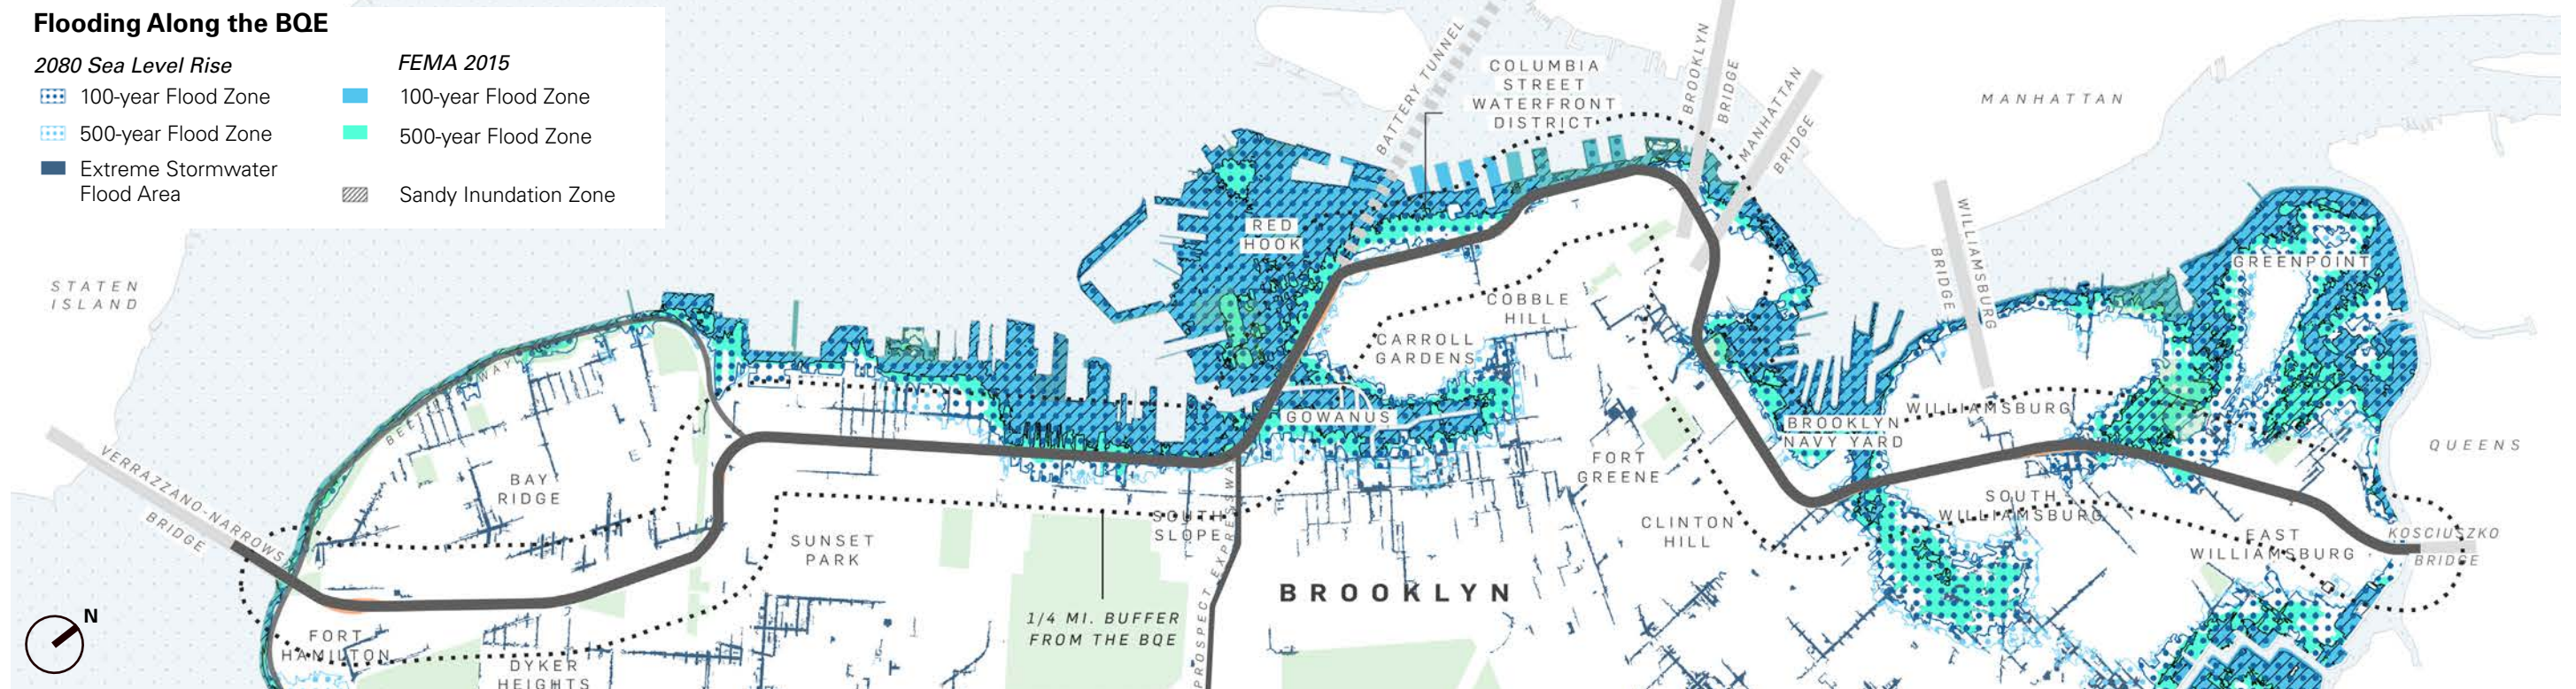 Flooding Along the BQE
2080 Sea Level Rise
100-year Flood Zone
500-year Flood Zone
Extreme Stormwater
Flood Area
FEMA 2015
100-year Flood Zone
500-year Flood Zone
Sandy Inundation Zone
STATEN
ISLAND
VERRAZZANO-NARROWS
BRIDGE
N
FORT
HAMILTON
DYKER
HEIGHTS
BAY
RIDGE
SUNSET
PARK
SOUTH
SLOPE
1/4 MI. BUFFER
FROM THE BQE
PROSPECT EXPRESSWAY
BROOKLYN
RED
HOOK
GOWANUS
CARROLL
GARDENS
COBBLE
HILL
BATTERY TUNNEL
COLUMBIA
STREET
WATERFRONT
DISTRICT
BROOKLYN
BRIDGE
MANHATTAN
BRIDGE
MANHATTAN
FORT
GREENE
CLINTON
HILL
BROOKLYN
NAVY YARD
WILLIAMSBURG
BRIDGE
WILLIAMSBURG
SOUTH
WILLIAMSBURG
GREENPOINT
EAST
WILLIAMSBURG
QUEENS
KOSCIUSZKO
BRIDGE